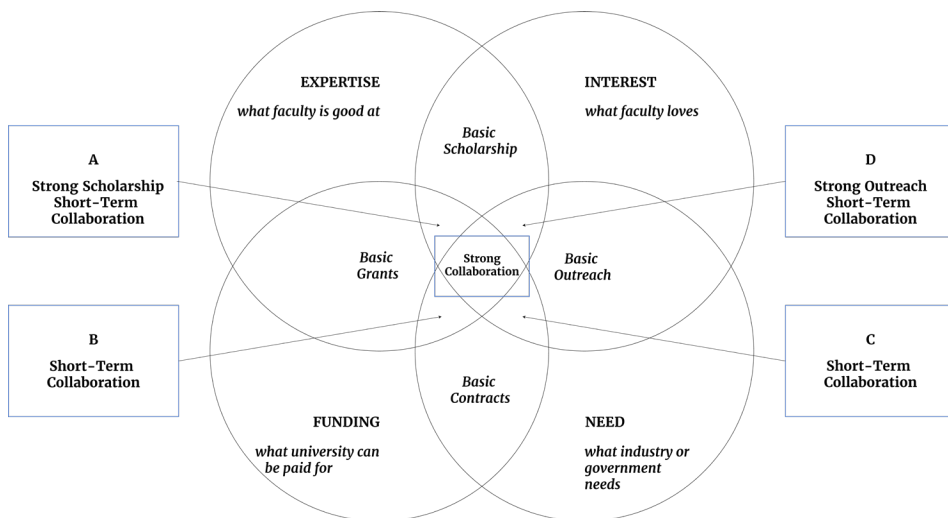 EXPERTISE
what faculty is good at
INTEREST
what faculty loves
Basic
Scholarship
A
Strong Scholarship
Short-Term
Collaboration
D
Strong Outreach
Short-Term
Collaboration
Basic
Grants
Strong
Collaboration
Basic
Outreach
B
Short-Term
Collaboration
C
Short-Term
Collaboration
Basic
Contracts
FUNDING
what university can
be paid for
NEED
what industry or
government
needs